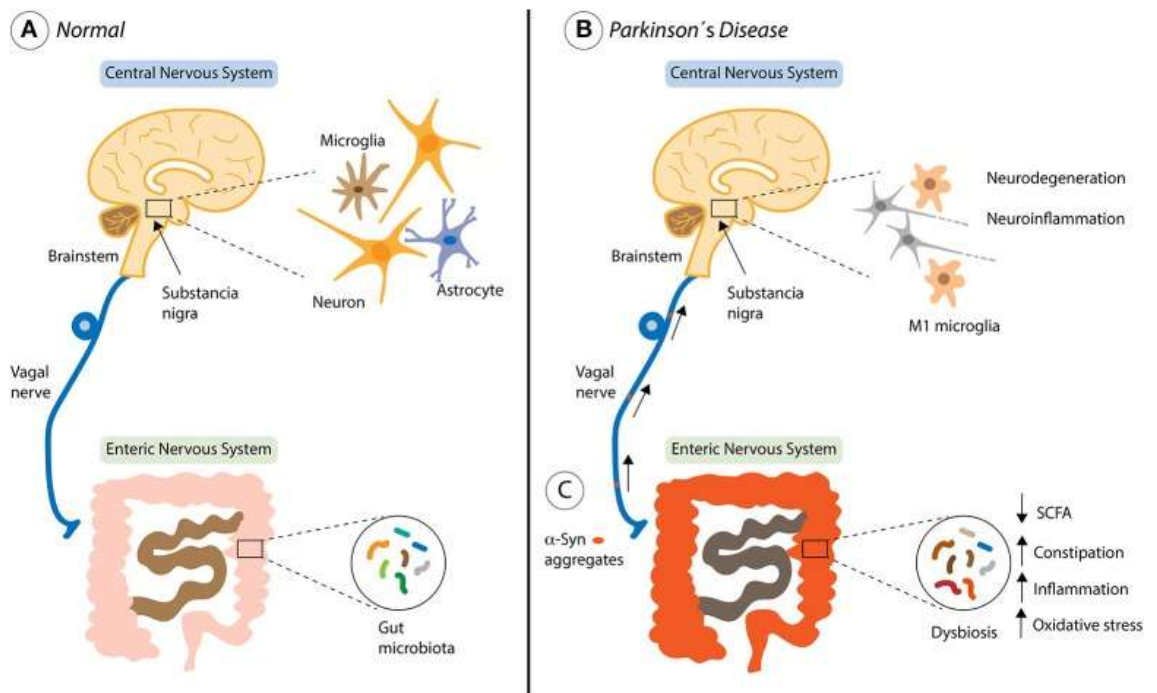 A Normal
Central Nervous System
Microglia
Brainstem
Substancia
nigra
Neuron
Astrocyte
Vagal
nerve
Enteric Nervous System
Gut
microbiota
B Parkinson´s Disease
Central Nervous System
Neurodegeneration
Neuroinflammation
Brainstem
Substancia
nigra
M1 microglia
Vagal
nerve
Enteric Nervous System
C
α-Syn
aggregates
SCFA
Constipation
Inflammation
Oxidative stress
Dysbiosis